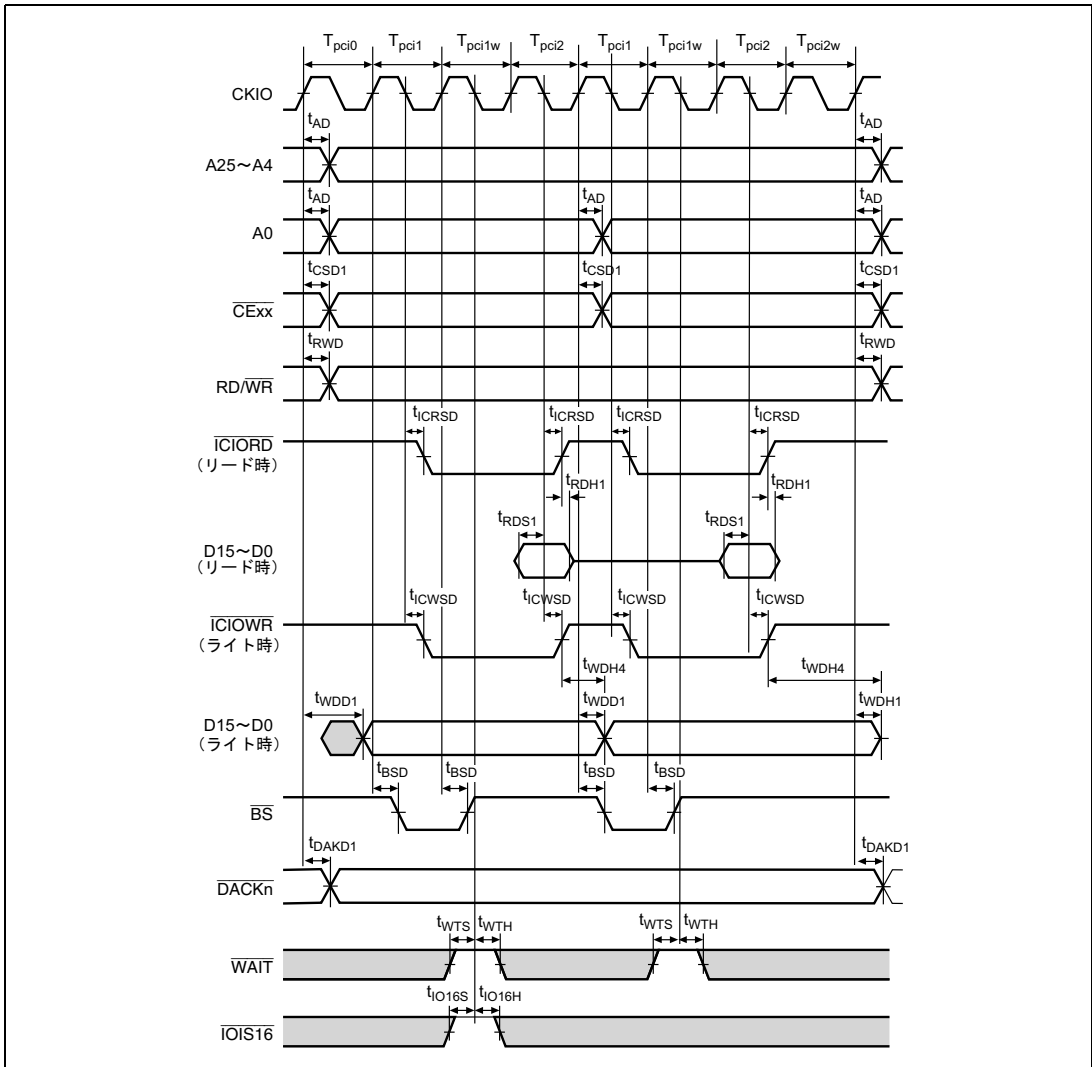 Tpci0 Tpci1 Tpci1w Tpci2 Tpci1 Tpci1w Tpci2 Tpci2w
CKIO
tAD tAD
A25～A4
tAD tAD tAD
A0
tCSD1 tCSD1 tCSD1
CExx
tRWD tRWD
RD/WR
tICRSD tICRSD tICRSD tICRSD
ICIORD
（リード時）
tRDH1 tRDH1
tRDS1 tRDS1
D15～D0
（リード時）
tICWSD tICWSD tICWSD tICWSD
ICIOWR
（ライト時）
tWDH4 tWDH4
tWDD1 tWDD1 tWDH1
D15～D0
（ライト時）
tBSD tBSD tBSD tBSD
BS
tDAKD1 tDAKD1
DACKn
tWTS tWTH tWTS tWTH
WAIT
tIO16S tIO16H
IOIS16